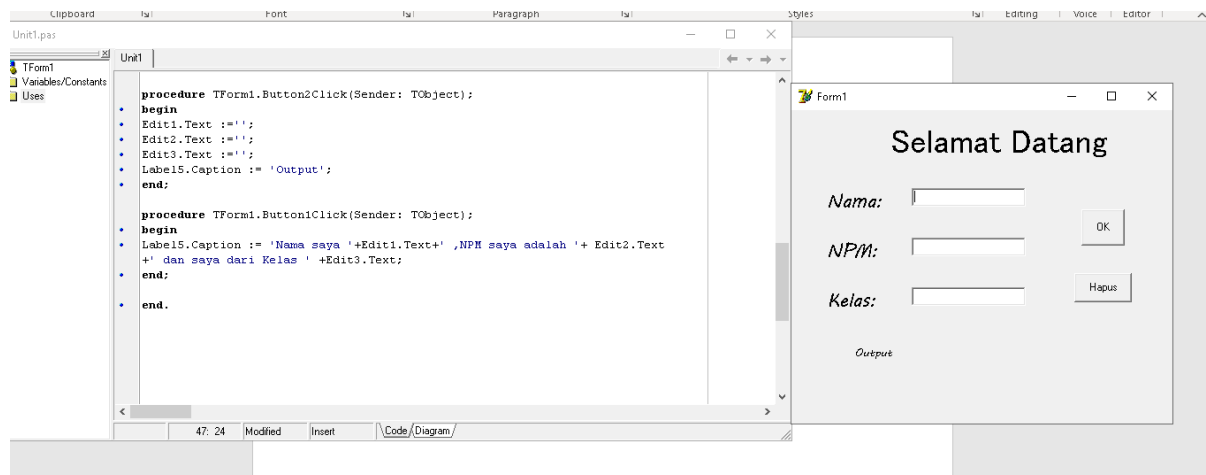 Clipboard Font Paragraph Styles Editing Voice Editor
Unit1.pas
TForm1
Variables/Constants
Uses
Unit1
procedure TForm1.Button2Click(Sender: TObject);
begin
Edit1.Text :='';
Edit2.Text :='';
Edit3.Text :='';
Label5.Caption := 'Output';
end;
procedure TForm1.Button1Click(Sender: TObject);
begin
Label5.Caption := 'Nama saya '+Edit1.Text+' ,NPM saya adalah '+ Edit2.Text
+' dan saya dari Kelas ' +Edit3.Text;
end;
end.
47: 24 Modified Insert Code Diagram
Form1
Selamat Datang
Nama:
OK
NPM:
Hapus
Kelas:
Output